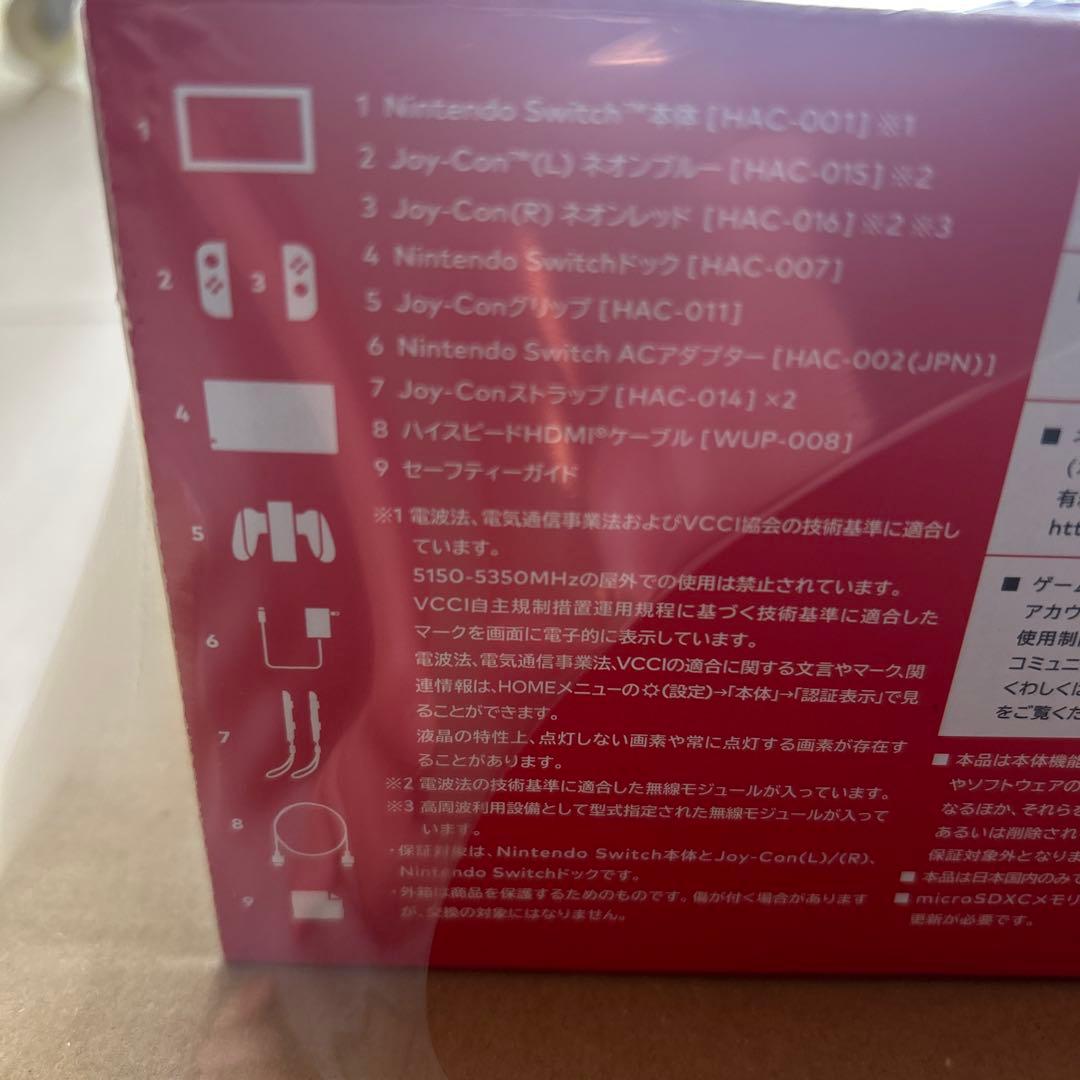 1
1 Nintendo Switch™本体 [HAC-001] ※1
2 Joy-Con™(L) ネオンブルー [HAC-015] ※2
3 Joy-Con(R) ネオンレッド [HAC-016] ※2 ※3
2 3
4 Nintendo Switchドック [HAC-007]
5 Joy-Conグリップ [HAC-011]
6 Nintendo Switch ACアダプター [HAC-002(JPN)]
4
7 Joy-Conストラップ [HAC-014] ×2
8 ハイスピードHDMI®ケーブル [WUP-008]
9 セーフティーガイド
5
※1 電波法、電気通信事業法およびVCCI協会の技術基準に適合し
ています。
5150-5350MHzの屋外での使用は禁止されています。
VCCI自主規制措置運用規程に基づく技術基準に適合した
マークを画面に電子的に表示しています。
6
電波法、電気通信事業法、VCCIの適合に関する文言やマーク、関
連情報は、HOMEメニューの(設定)→「本体」→「認証表示」で見
ることができます。
7
液晶の特性上、点灯しない画素や常に点灯する画素が存在す
ることがあります。
※2 電波法の技術基準に適合した無線モジュールが入っています。
※3 高周波利用設備として型式指定された無線モジュールが入って
います。
8
・保証対象は、Nintendo Switch本体とJoy-Con(L)/(R)、
Nintendo Switchドックです。
・外箱は商品を保護するためのものです。傷が付く場合があります
が、交換の対象にはなりません。
9
■
(
有
htt
■ ゲー
アカウ
使用制
コミュニ
くわしくは
をご覧くた
■ 本品は本体機能
やソフトウェアの
なるほか、それらを
あるいは削除され
保証対象外となりま
■ 本品は日本国内のみで
■ microSDXCメモリ
更新が必要です。